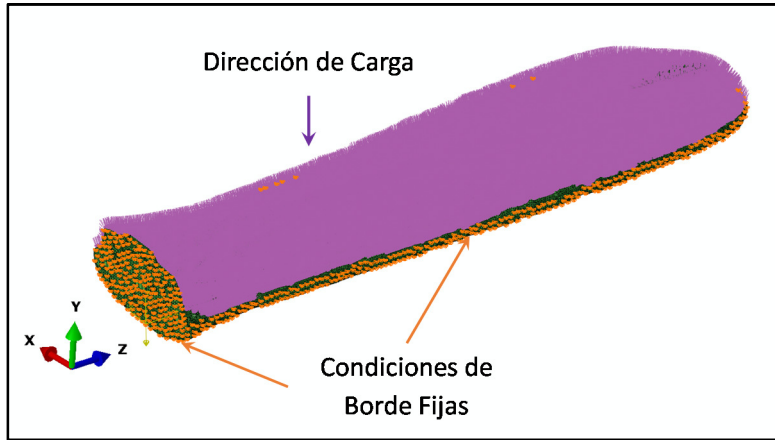 Dirección de Carga
Y
X
Z
Condiciones de
Borde Fijas